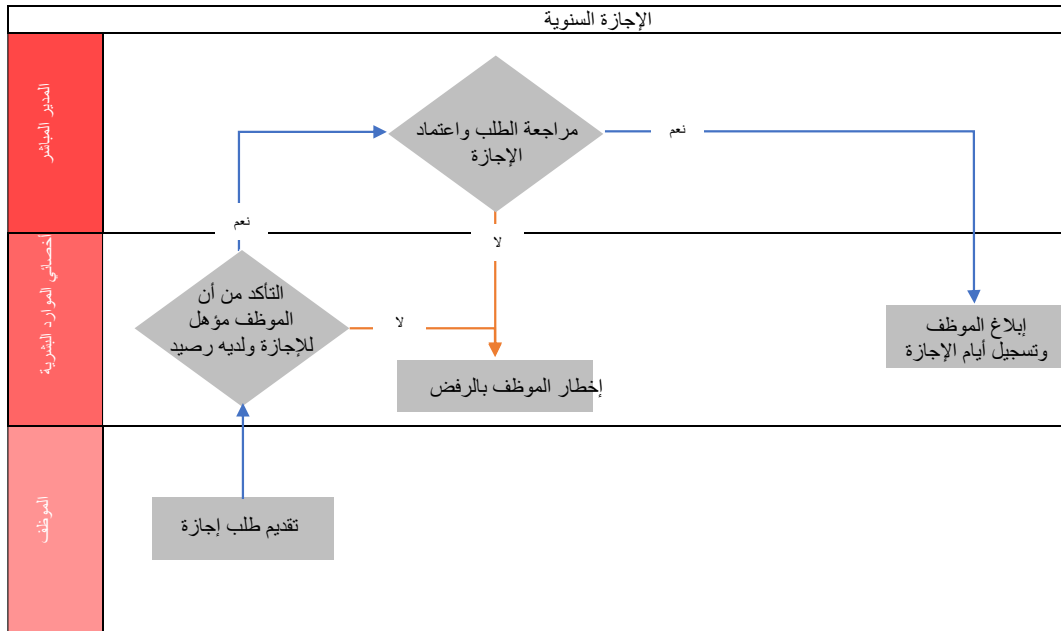 الإجازة السنوية
المدير المباشر
مراجعة الطلب واعتماد
الإجازة
نعم
نعم
لا
أخصائي الموارد البشرية
التأكد من أن
الموظف مؤهل
للإجازة ولديه رصيد
لا
إخطار الموظف بالرفض
إبلاغ الموظف
وتسجيل أيام الإجازة
الموظف
تقديم طلب إجازة